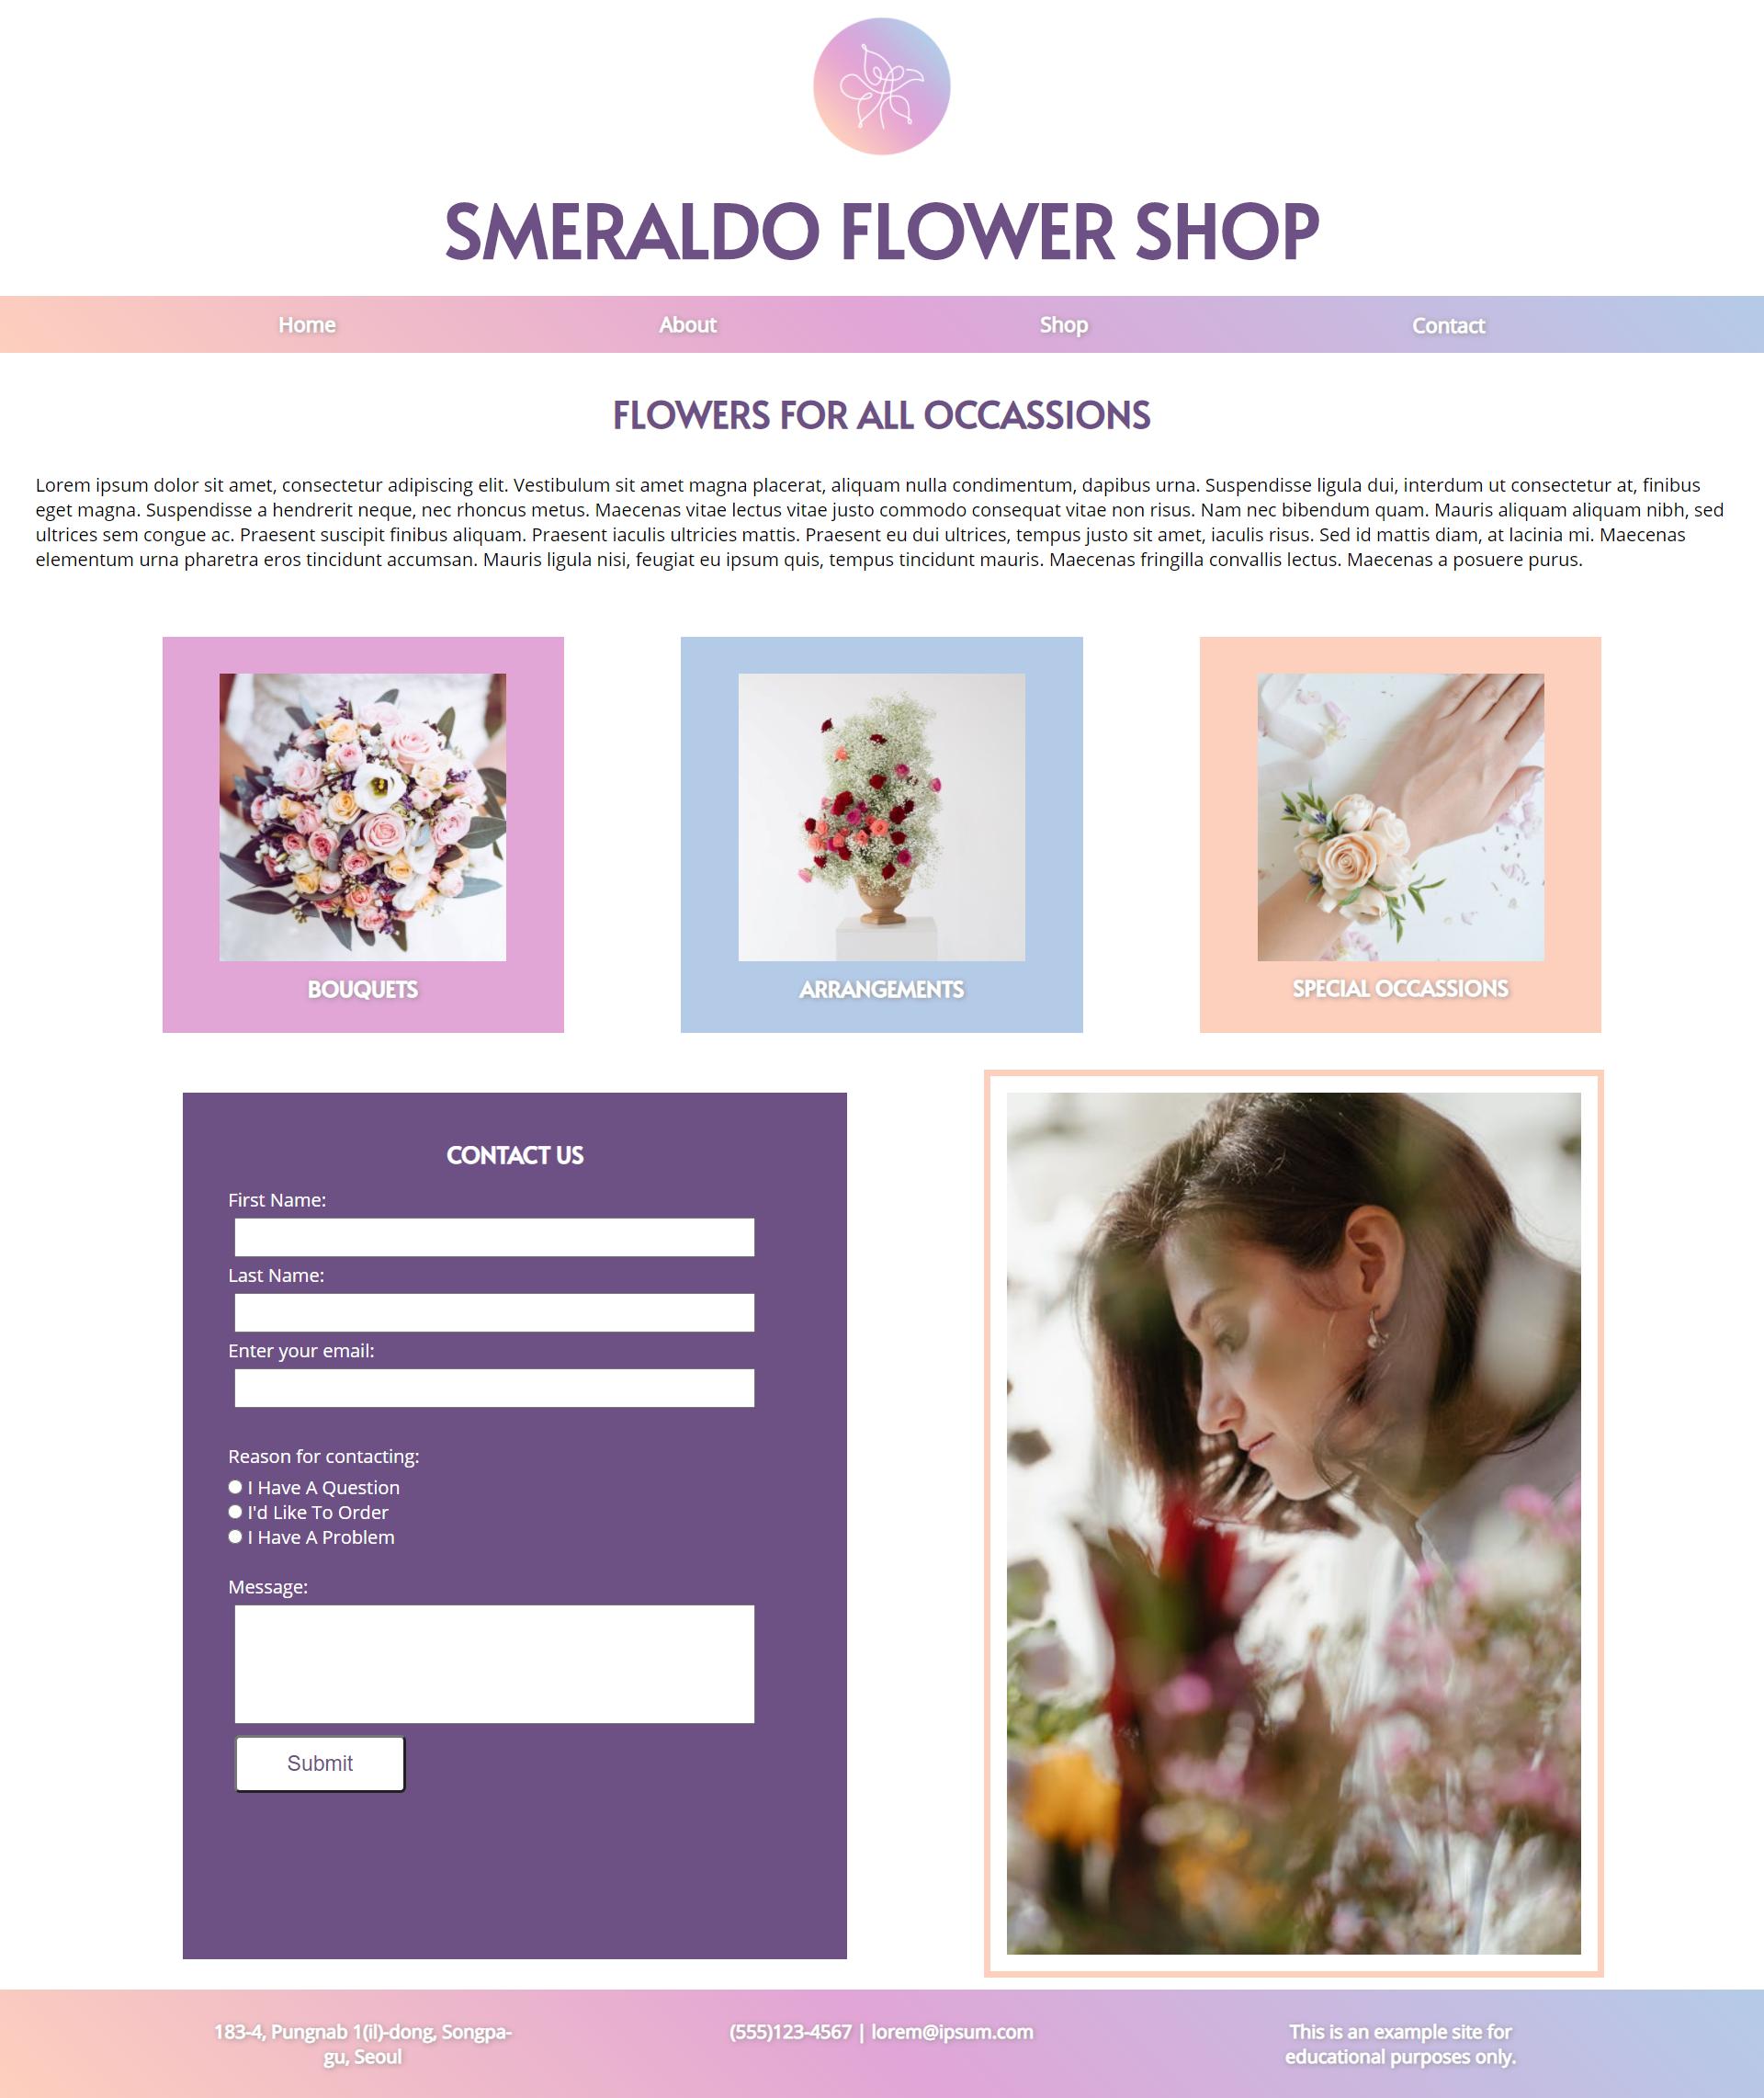 SMERALDO FLOWER SHOP
Home About Shop Contact
FLOWERS FOR ALL OCCASSIONS
Lorem ipsum dolor sit amet, consectetur adipiscing elit. Vestibulum sit amet magna placerat, aliquam nulla condimentum, dapibus urna. Suspendisse ligula dui, interdum ut consectetur at, finibus
eget magna. Suspendisse a hendrerit neque, nec rhoncus metus. Maecenas vitae lectus vitae justo commodo consequat vitae non risus. Nam nec bibendum quam. Mauris aliquam aliquam nibh, sed
ultrices sem congue ac. Praesent suscipit finibus aliquam. Praesent iaculis ultricies mattis. Praesent eu dui ultrices, tempus justo sit amet, iaculis risus. Sed id mattis diam, at lacinia mi. Maecenas
elementum urna pharetra eros tincidunt accumsan. Mauris ligula nisi, feugiat eu ipsum quis, tempus tincidunt mauris. Maecenas fringilla convallis lectus. Maecenas a posuere purus.
BOUQUETS
ARRANGEMENTS
SPECIAL OCCASSIONS
CONTACT US
First Name:
Last Name:
Enter your email:
Reason for contacting:
I Have A Question
I'd Like To Order
I Have A Problem
Message:
Submit
183-4, Pungnab 1(il)-dong, Songpa-
gu, Seoul
(555)123-4567 | lorem@ipsum.com
This is an example site for
educational purposes only.